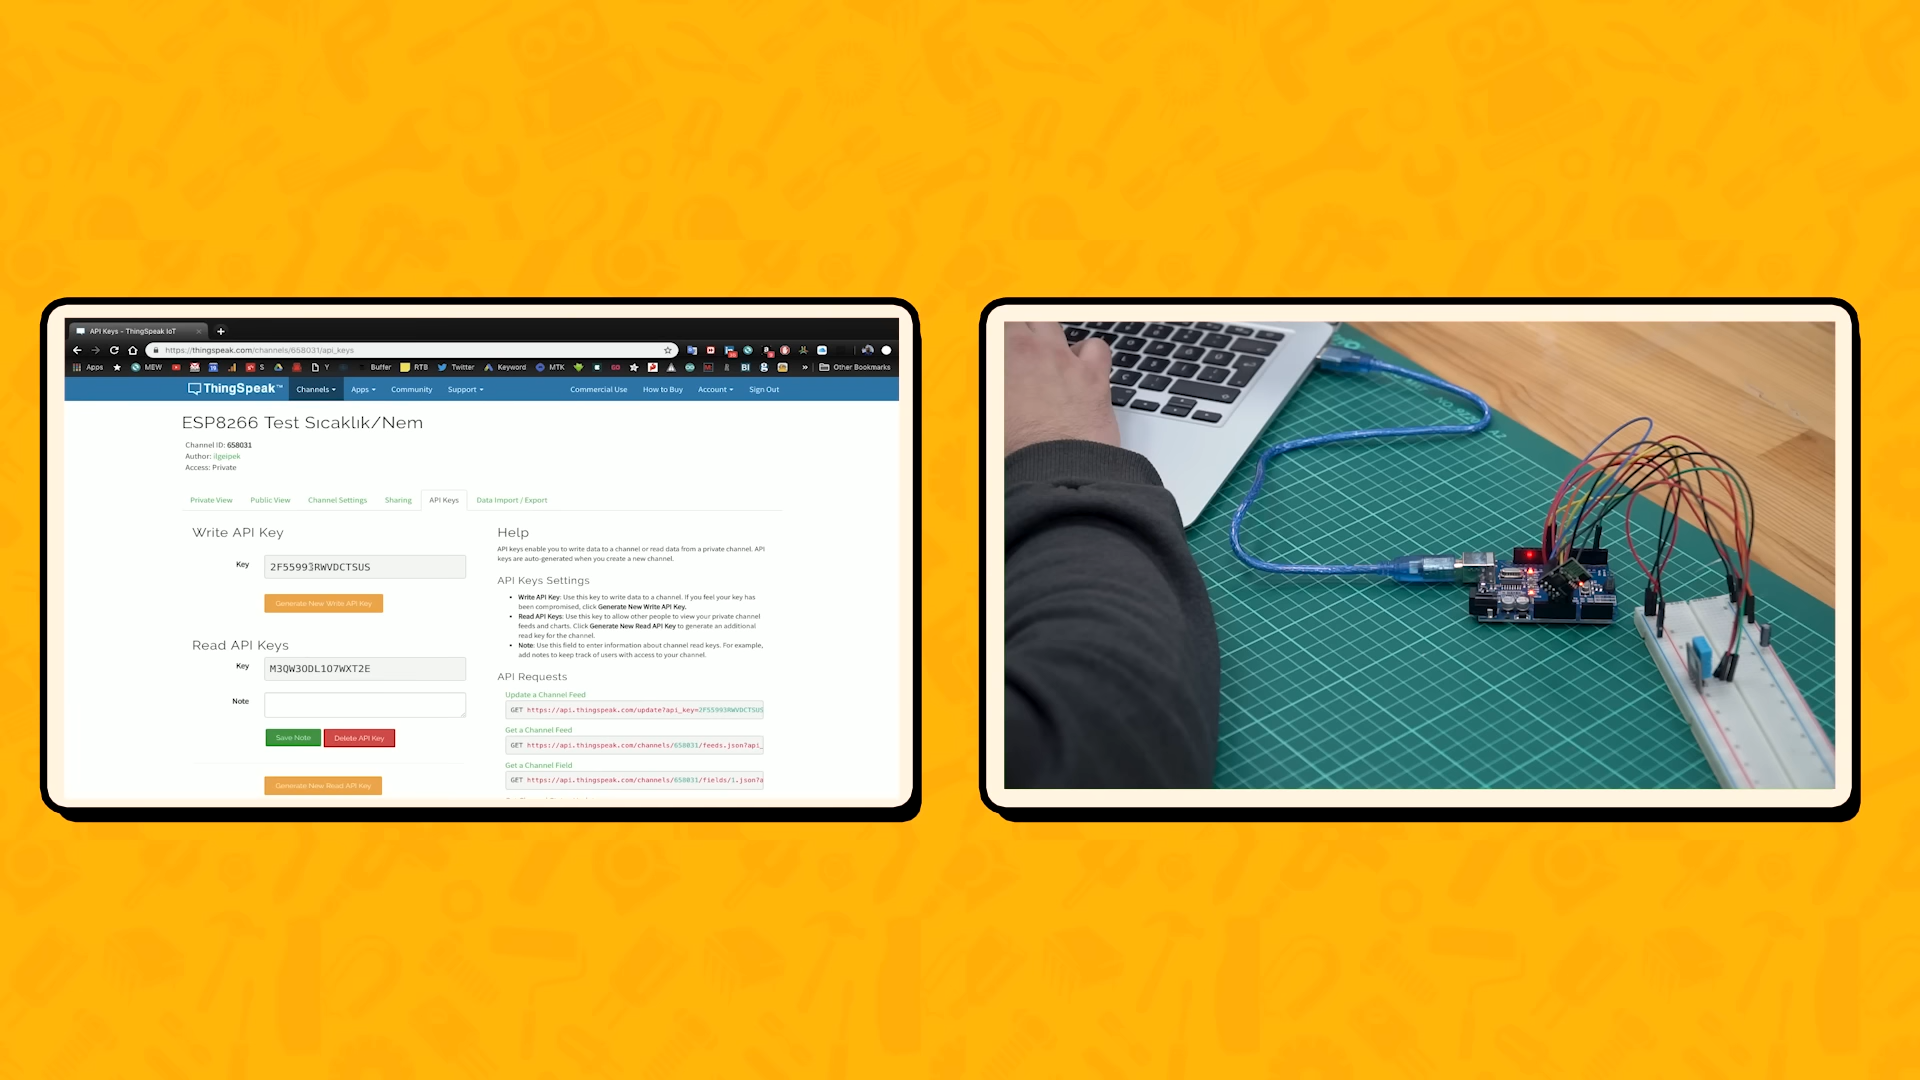 API Keys - ThingSpeak IoT
https://thingspeak.com/channels/658031/api_keys
Apps MEW S Y Buffer RTB Twitter Keyword MTK Other Bookmarks
ThingSpeak™ Channels Apps Community Support Commercial Use How to Buy Account Sign Out
ESP8266 Test Sıcaklık/Nem
Channel ID: 658031
Author: ilgeipek
Access: Private
Private View Public View Channel Settings Sharing API Keys Data Import / Export
Write API Key
Key 2F55993RWVDCTSUS
Generate New Write API Key
Read API Keys
Key M3QW3ODL1O7WXT2E
Note
Save Note Delete API Key
Generate New Read API Key
Help
API keys enable you to write data to a channel or read data from a private channel. API
keys are auto-generated when you create a new channel.
API Keys Settings
• Write API Key: Use this key to write data to a channel. If you feel your key has
been compromised, click Generate New Write API Key.
• Read API Keys: Use this key to allow other people to view your private channel
feeds and charts. Click Generate New Read API Key to generate an additional
read key for the channel.
• Note: Use this field to enter information about channel read keys. For example,
add notes to keep track of users with access to your channel.
API Requests
Update a Channel Feed
GET https://api.thingspeak.com/update?api_key=2F55993RWVDCTSUS
Get a Channel Feed
GET https://api.thingspeak.com/channels/658031/feeds.json?api_
Get a Channel Field
GET https://api.thingspeak.com/channels/658031/fields/1.json?a
A2